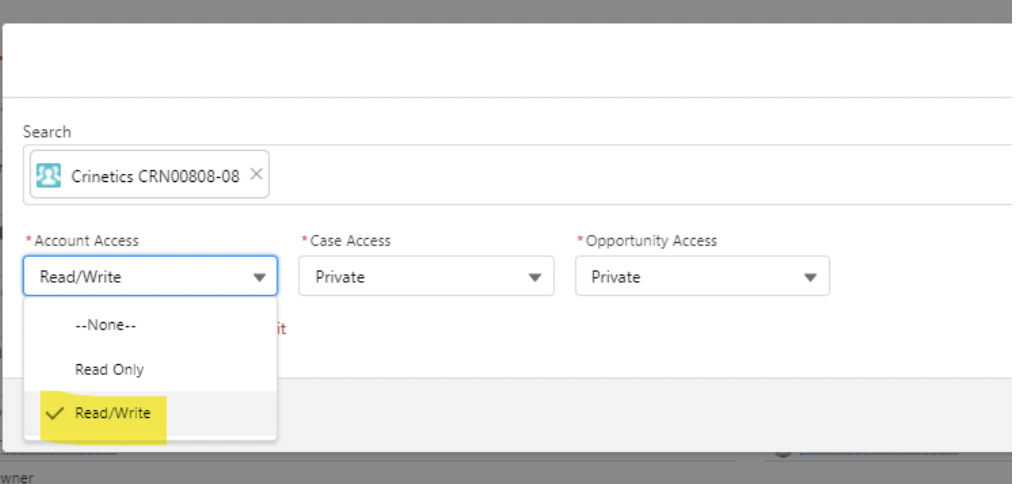 Search
Crinetics CRN00808-08
*Account Access *Case Access *Opportunity Access
Read/Write Private Private
--None--
it
Read Only
Read/Write
wner